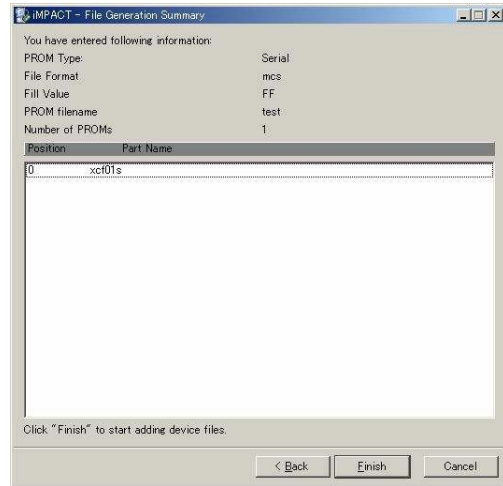 iMPACT - File Generation Summary
You have entered following information:
PROM Type: Serial
File Format mcs
Fill Value FF
PROM filename test
Number of PROMs 1
Position Part Name
0 xcf01s
Click "Finish" to start adding device files.
< Back Finish Cancel